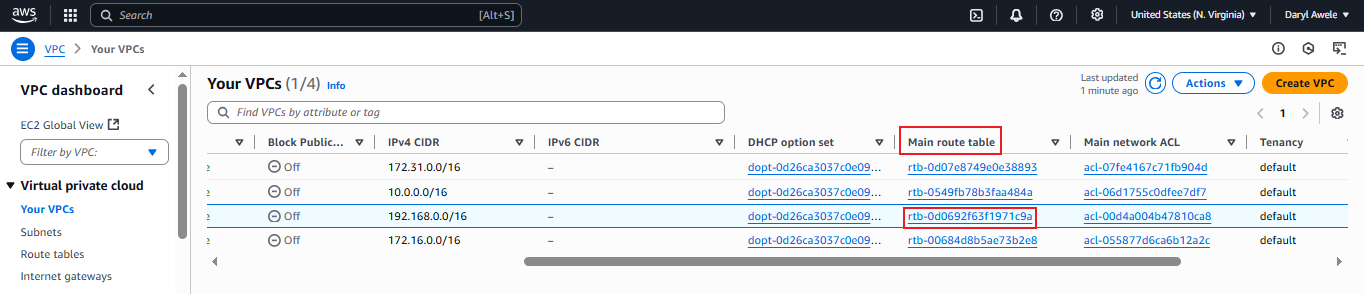 aws Search [Alt+S] United States (N. Virginia) Daryl Awele
VPC > Your VPCs
VPC dashboard
EC2 Global View
Filter by VPC:
Virtual private cloud
Your VPCs
Subnets
Route tables
Internet gateways
Your VPCs (1/4) Info
Last updated
1 minute ago
Actions
Create VPC
Find VPCs by attribute or tag
1
Block Public... IPv4 CIDR IPv6 CIDR DHCP option set Main route table Main network ACL Tenancy
e Off 172.31.0.0/16 – dopt-0d26ca3037c0e09... rtb-0d07e8749e0e38893 acl-07fe4167c71fb904d default
e Off 10.0.0.0/16 – dopt-0d26ca3037c0e09... rtb-0549fb78b3faa484a acl-06d1755c0dfee7df7 default
e Off 192.168.0.0/16 – dopt-0d26ca3037c0e09... rtb-0d0692f63f1971c9a acl-00d4a004b47810ca8 default
e Off 172.16.0.0/16 – dopt-0d26ca3037c0e09... rtb-00684d8b5ae73b2e8 acl-055877d6ca6b12a2c default